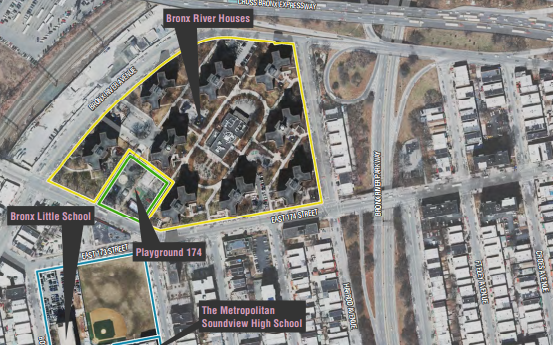 CROSS BRONX EXPRESSWAY
Bronx River Houses
BRONX RIVER AVENUE
BRONX RIVER PARKWAY
EAST 174 STREET
Bronx Little School
EAST 173 STREET
Playground 174
HARROD AVENUE
The Metropolitan
Soundview High School